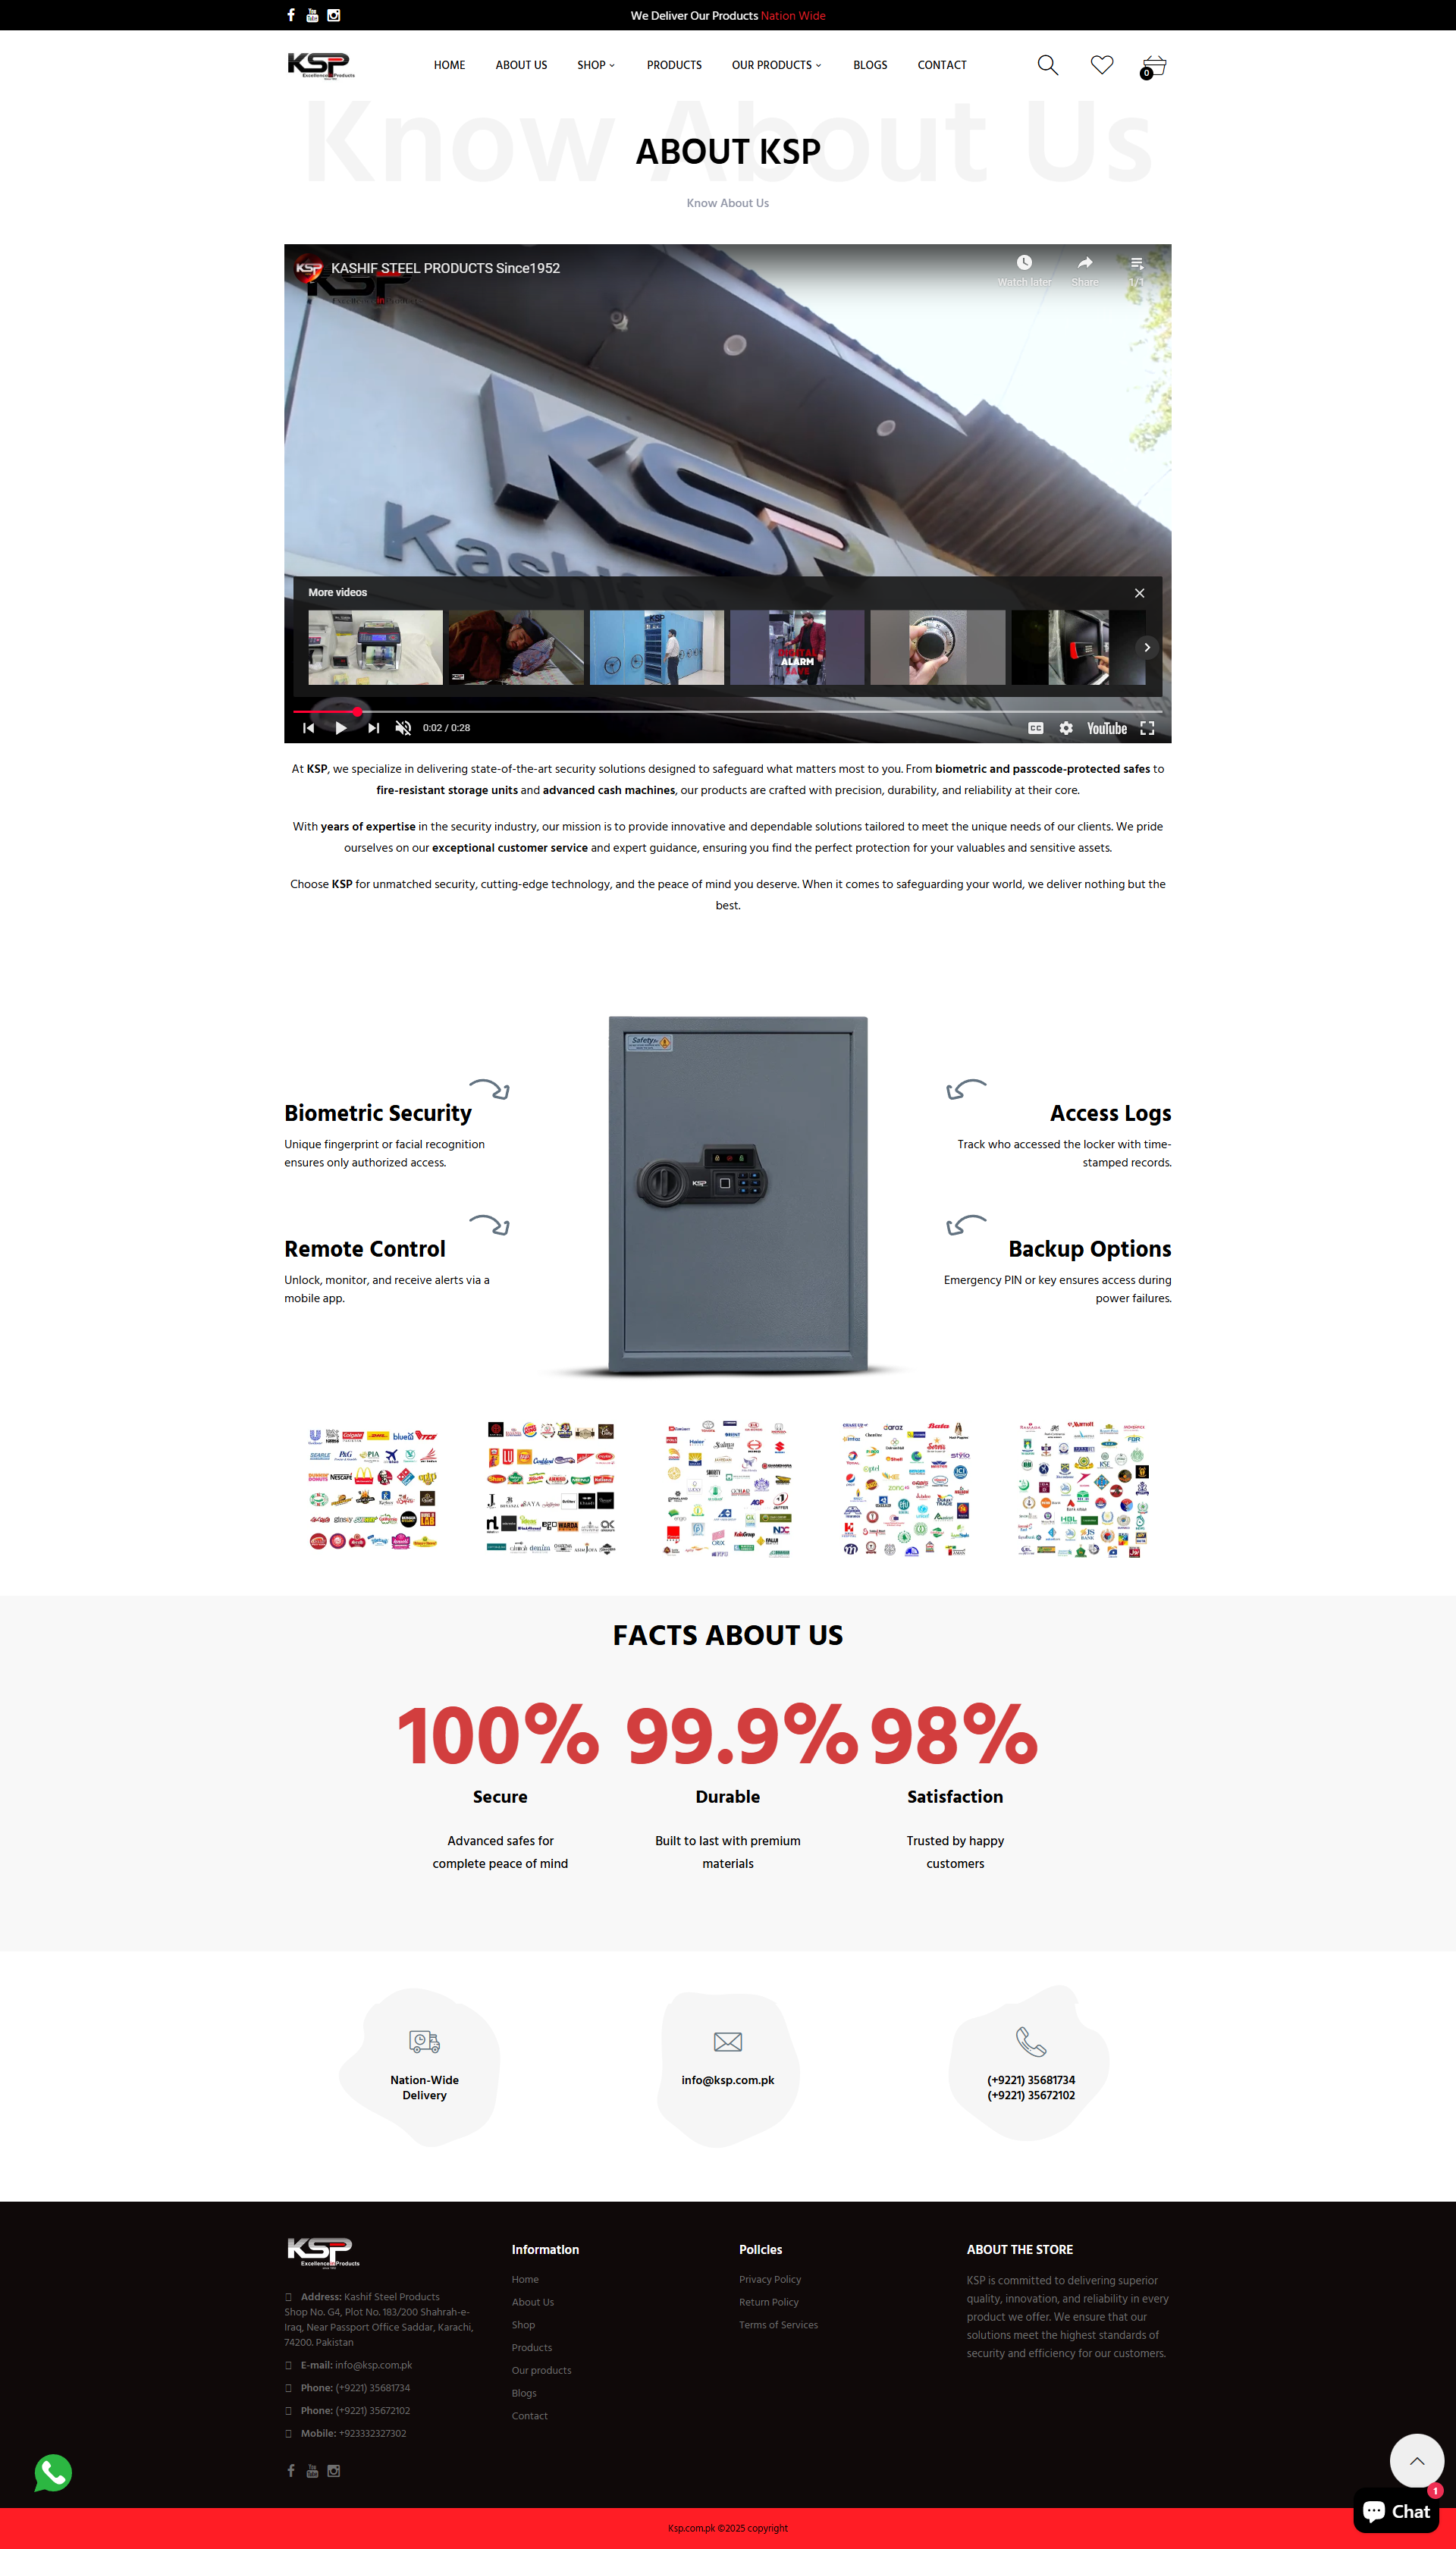 We Deliver Our Products Nation Wide
KSP
Excellence in Products
HOME
ABOUT US
SHOP
PRODUCTS
OUR PRODUCTS
BLOGS
CONTACT
0
Know About Us
ABOUT KSP
Know About Us
KSP
KASHIF STEEL PRODUCTS Since1952
Watch later
Share
1/1
KSP
KSP
Kashif
More videos
ALARM
0:02 / 0:28
CC
YouTube
At KSP, we specialize in delivering state-of-the-art security solutions designed to safeguard what matters most to you. From biometric and passcode-protected safes to
fire-resistant storage units and advanced cash machines, our products are crafted with precision, durability, and reliability at their core.
With years of expertise in the security industry, our mission is to provide innovative and dependable solutions tailored to meet the unique needs of our clients. We pride
ourselves on our exceptional customer service and expert guidance, ensuring you find the perfect protection for your valuables and sensitive assets.
Choose KSP for unmatched security, cutting-edge technology, and the peace of mind you deserve. When it comes to safeguarding your world, we deliver nothing but the
best.
Safety
KSP
Biometric Security
Unique fingerprint or facial recognition
ensures only authorized access.
Remote Control
Unlock, monitor, and receive alerts via a
mobile app.
Access Logs
Track who accessed the locker with time-
stamped records.
Backup Options
Emergency PIN or key ensures access during
power failures.
FACTS ABOUT US
100%
Secure
Advanced safes for
complete peace of mind
99.9%
Durable
Built to last with premium
materials
98%
Satisfaction
Trusted by happy
customers
Nation-Wide
Delivery
info@ksp.com.pk
(+9221) 35681734
(+9221) 35672102
KSP
Excellence in Products
Address: Kashif Steel Products
Shop No. G4, Plot No. 183/200 Shahrah-e-
Iraq, Near Passport Office Saddar, Karachi,
74200. Pakistan
E-mail: info@ksp.com.pk
Phone: (+9221) 35681734
Phone: (+9221) 35672102
Mobile: +923332327302
Information
Home
About Us
Shop
Products
Our products
Blogs
Contact
Policies
Privacy Policy
Return Policy
Terms of Services
ABOUT THE STORE
KSP is committed to delivering superior
quality, innovation, and reliability in every
product we offer. We ensure that our
solutions meet the highest standards of
security and efficiency for our customers.
1
Chat
Ksp.com.pk ©2025 copyright